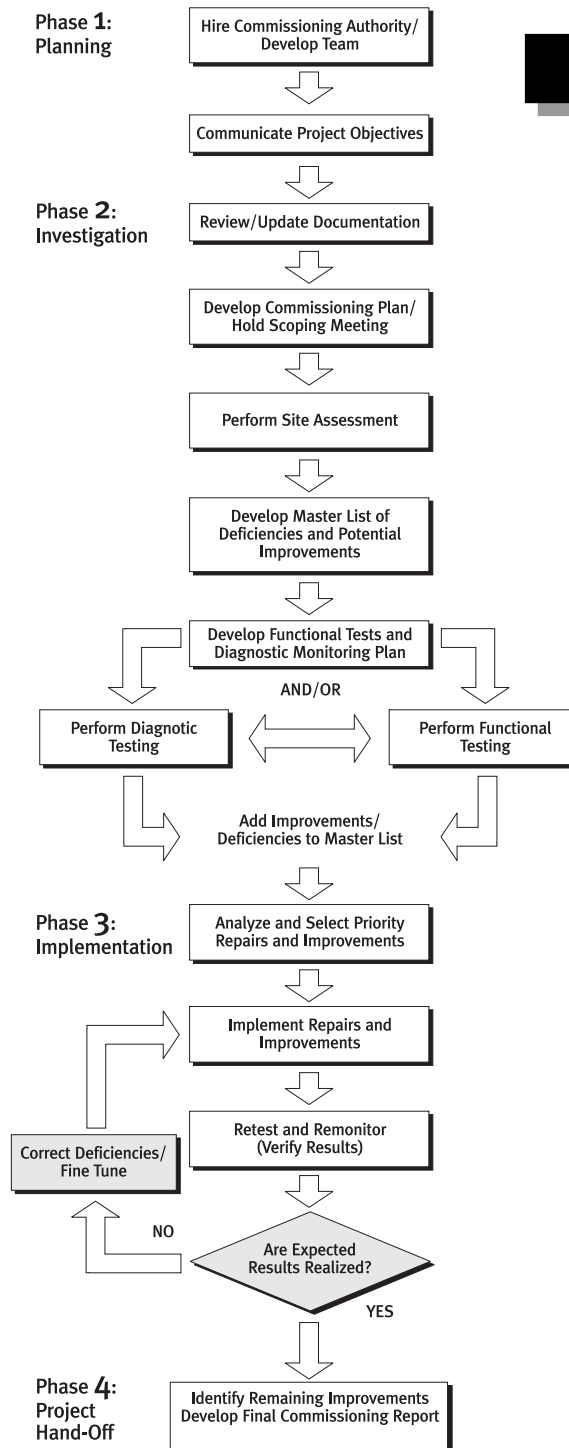 Phase 1:
Planning
Hire Commissioning Authority/
Develop Team
Communicate Project Objectives
Phase 2:
Investigation
Review/Update Documentation
Develop Commissioning Plan/
Hold Scoping Meeting
Perform Site Assessment
Develop Master List of
Deficiencies and Potential
Improvements
Develop Functional Tests and
Diagnostic Monitoring Plan
AND/OR
Perform Diagnotic
Testing
Perform Functional
Testing
Add Improvements/
Deficiencies to Master List
Phase 3:
Implementation
Analyze and Select Priority
Repairs and Improvements
Implement Repairs and
Improvements
Retest and Remonitor
(Verify Results)
Correct Deficiencies/
Fine Tune
NO
Are Expected
Results Realized?
YES
Phase 4:
Project
Hand-Off
Identify Remaining Improvements
Develop Final Commissioning Report